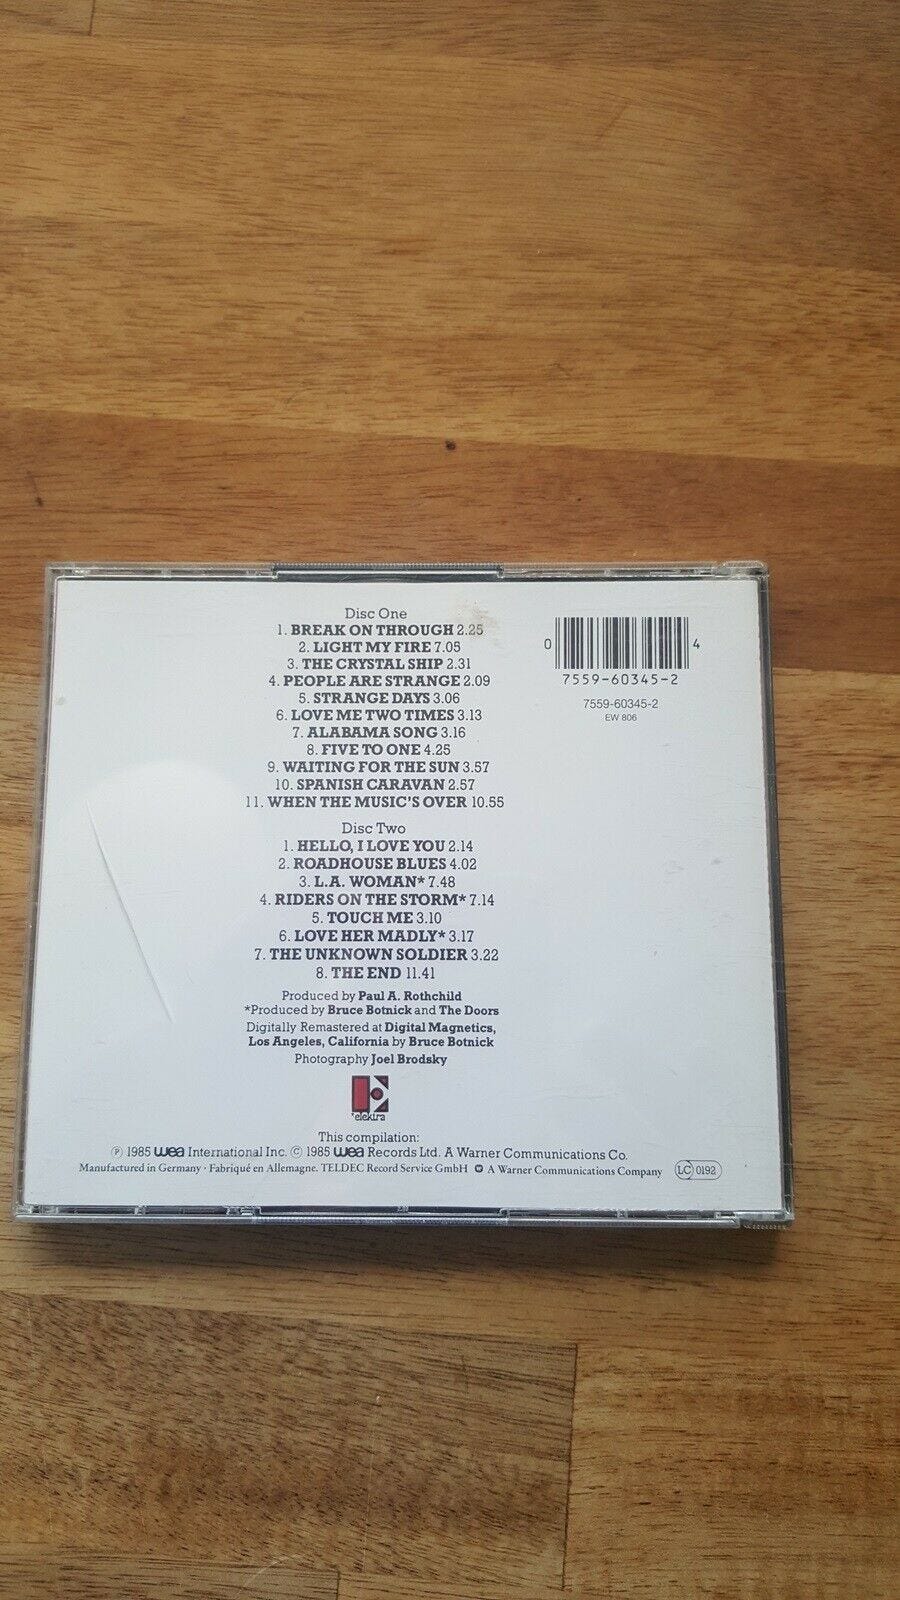 Disc One
1. BREAK ON THROUGH 2.25
2. LIGHT MY FIRE 7.05
3. THE CRYSTAL SHIP 2.31
4. PEOPLE ARE STRANGE 2.09
5. STRANGE DAYS 3.06
6. LOVE ME TWO TIMES 3.13
7. ALABAMA SONG 3.16
8. FIVE TO ONE 4.25
9. WAITING FOR THE SUN 3.57
10. SPANISH CARAVAN 2.57
11. WHEN THE MUSIC'S OVER 10.55
Disc Two
1. HELLO, I LOVE YOU 2.14
2. ROADHOUSE BLUES 4.02
3. L.A. WOMAN* 7.48
4. RIDERS ON THE STORM* 7.14
5. TOUCH ME 3.10
6. LOVE HER MADLY* 3.17
7. THE UNKNOWN SOLDIER 3.22
8. THE END 11.41
Produced by Paul A. Rothchild
*Produced by Bruce Botnick and The Doors
Digitally Remastered at Digital Magnetics,
Los Angeles, California by Bruce Botnick
Photography Joel Brodsky
elektra
This compilation:
℗ 1985 wea International Inc. © 1985 wea Records Ltd. A Warner Communications Co.
Manufactured in Germany · Fabriqué en Allemagne. TELDEC Record Service GmbH A Warner Communications Company
LC 0192
0 4
7559-60345-2
7559-60345-2
EW 806